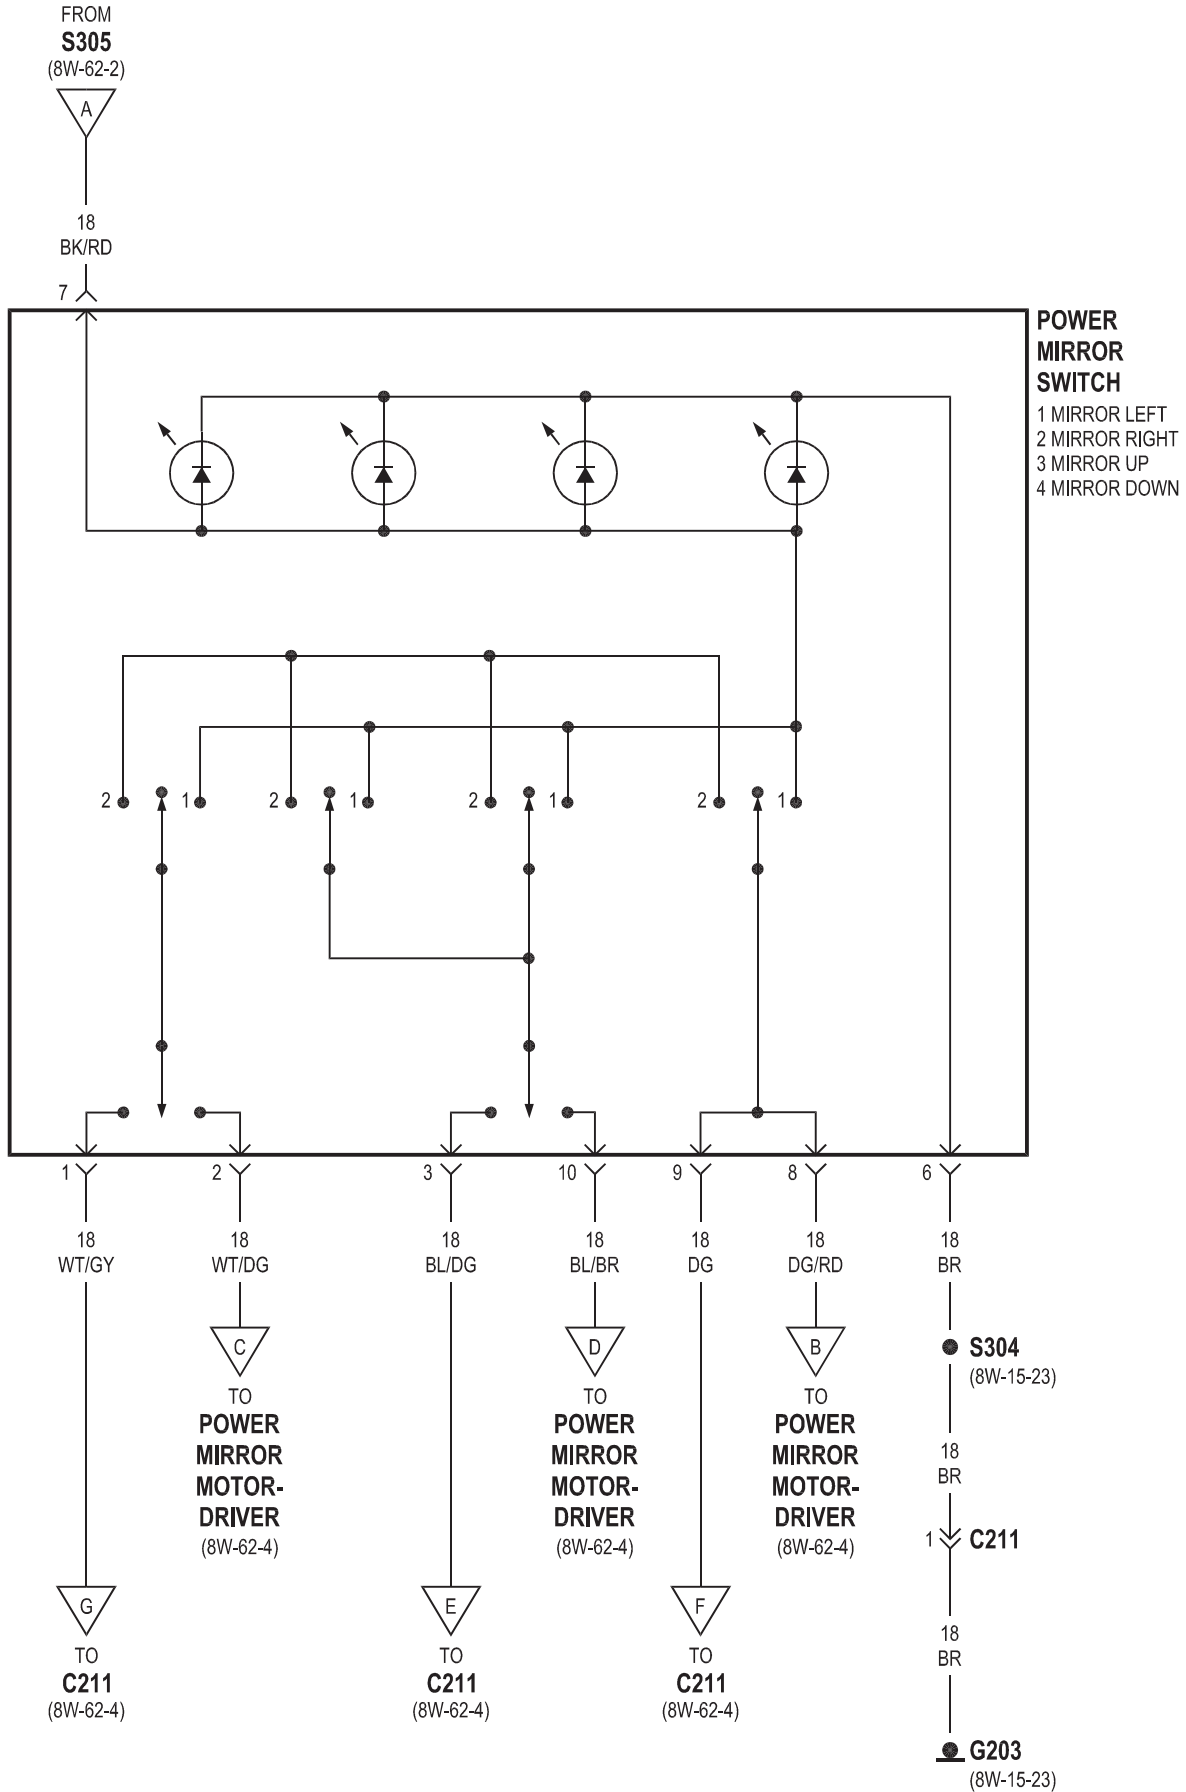 FROM
S305
(8W-62-2)
A
18
BK/RD
7
POWER
MIRROR
SWITCH
1 MIRROR LEFT
2 MIRROR RIGHT
3 MIRROR UP
4 MIRROR DOWN
2 1 2 1 2 1 2 1
1 2 3 10 9 8 6
18 18 18 18 18 18 18
WT/GY WT/DG BL/DG BL/BR DG DG/RD BR
C D B
S304
(8W-15-23)
TO TO TO
POWER POWER POWER
MIRROR MIRROR MIRROR
MOTOR- MOTOR- MOTOR-
DRIVER DRIVER DRIVER
(8W-62-4) (8W-62-4) (8W-62-4)
18
BR
1 C211
G E F
18
BR
TO TO TO
C211 C211 C211
(8W-62-4) (8W-62-4) (8W-62-4)
G203
(8W-15-23)